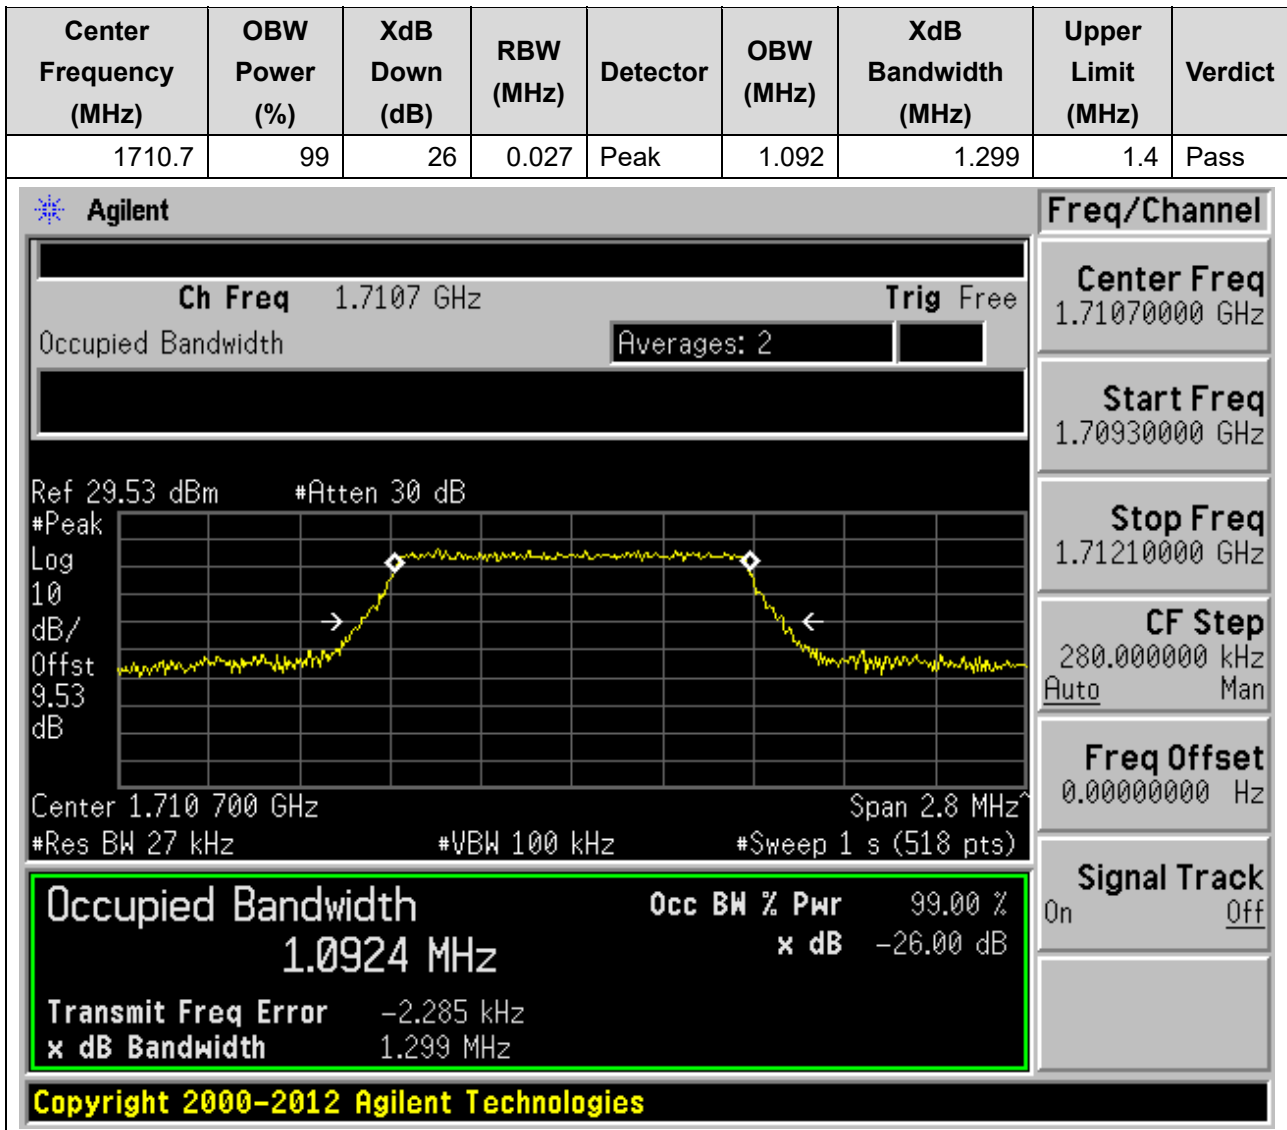 Center Frequency (MHz) OBW Power (%) XdB Down (dB) RBW (MHz) Detector OBW (MHz) XdB Bandwidth (MHz) Upper Limit (MHz) Verdict
1710.7 99 26 0.027 Peak 1.092 1.299 1.4 Pass
Agilent
Freq/Channel
Ch Freq 1.7107 GHz Trig Free
Occupied Bandwidth Averages: 2
Center Freq
1.71070000 GHz
Start Freq
1.70930000 GHz
Stop Freq
1.71210000 GHz
CF Step
280.000000 kHz
Auto Man
Freq Offset
0.00000000 Hz
Signal Track
On Off
Ref 29.53 dBm #Atten 30 dB
#Peak
Log
10
dB/
Offst
9.53
dB
Center 1.710 700 GHz Span 2.8 MHz^
#Res BW 27 kHz #VBW 100 kHz #Sweep 1 s (518 pts)
Occupied Bandwidth Occ BW % Pwr 99.00 %
1.0924 MHz x dB -26.00 dB
Transmit Freq Error -2.285 kHz
x dB Bandwidth 1.299 MHz
Copyright 2000-2012 Agilent Technologies